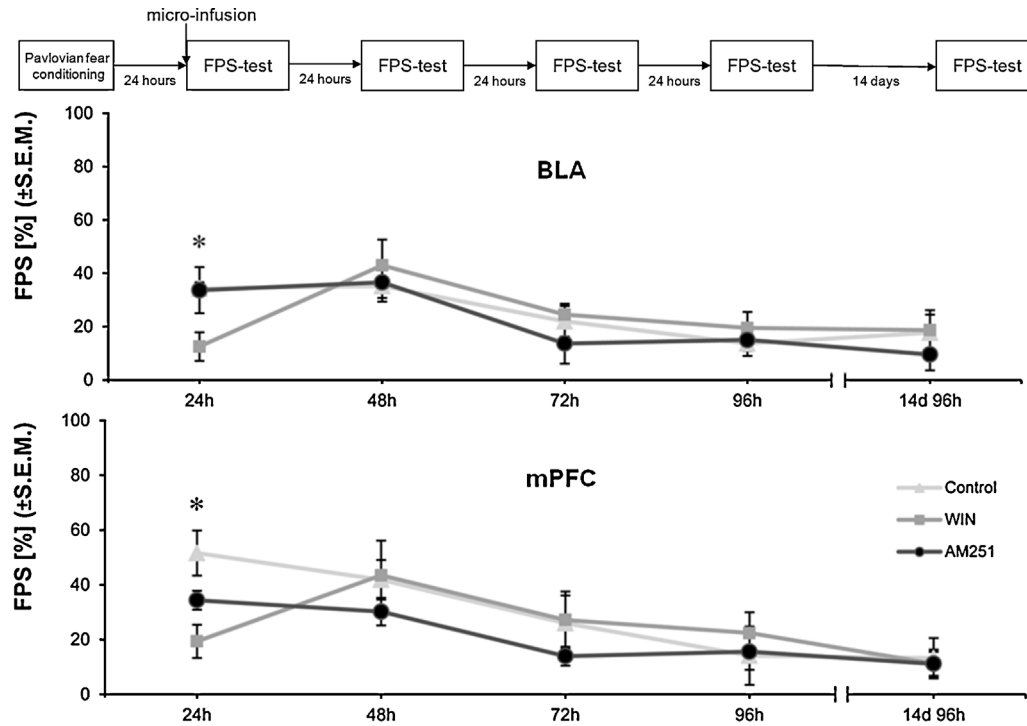 micro-infusion
Pavlovian fear
conditioning
24 hours
FPS-test
24 hours
FPS-test
24 hours
FPS-test
24 hours
FPS-test
14 days
FPS-test
FPS [%] (±S.E.M.)
100
80
60
40
20
0
BLA
*
24h
48h
72h
96h
14d 96h
FPS [%] (±S.E.M.)
100
80
60
40
20
0
mPFC
*
Control
WIN
AM251
24h
48h
72h
96h
14d 96h